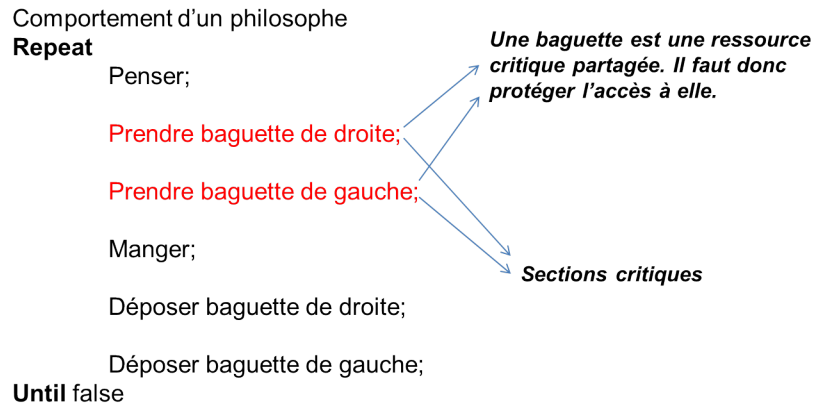 Comportement d'un philosophe
Repeat
Penser;
Prendre baguette de droite;
Prendre baguette de gauche;
Manger;
Déposer baguette de droite;
Déposer baguette de gauche;
Until false
Une baguette est une ressource
critique partagée. Il faut donc
protéger l'accès à elle.
Sections critiques